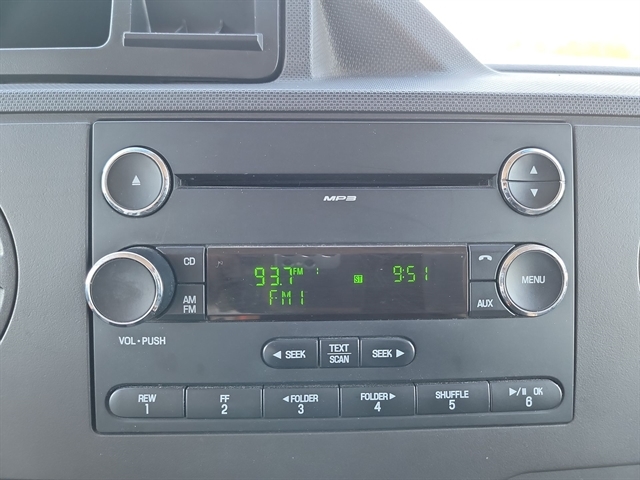 MP3
CD
93.7 FM 1 ST 9:51
FM1
MENU
AM
FM
AUX
VOL•PUSH
◄ SEEK
TEXT
SCAN
SEEK ►
REW
1
FF
2
◄FOLDER
3
FOLDER►
4
SHUFFLE
5
►/II OK
6